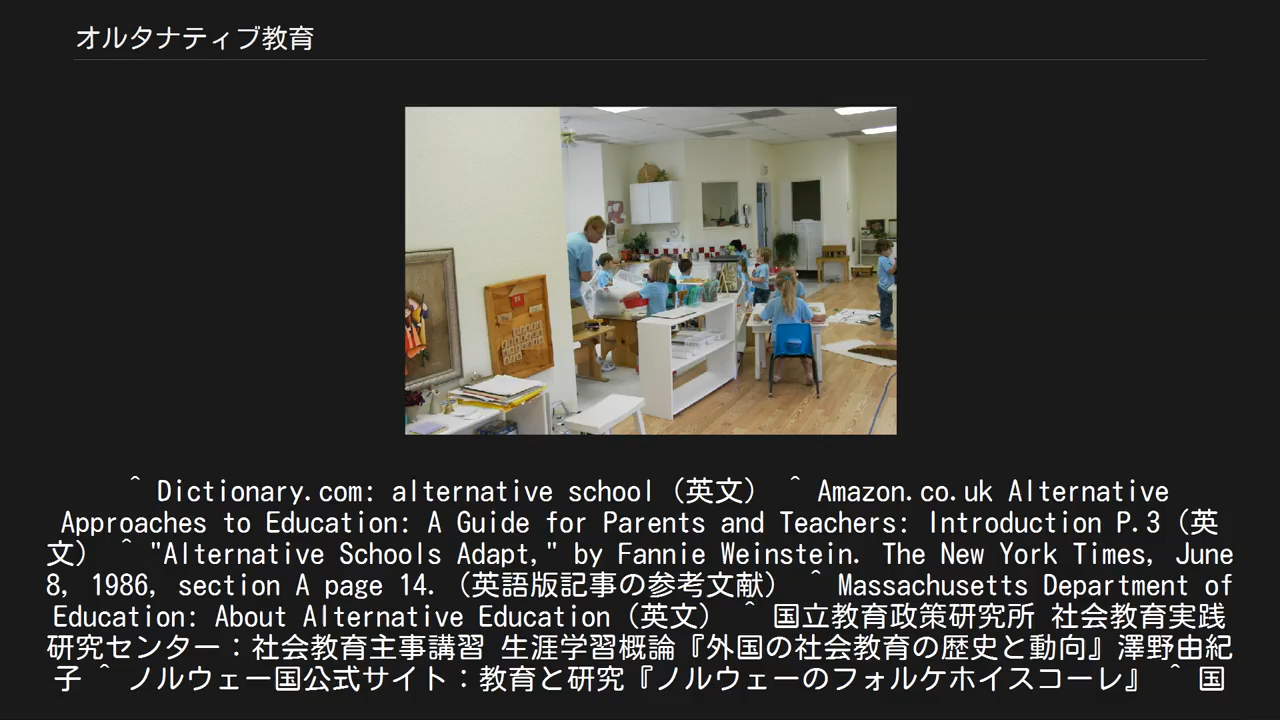 オルタナティブ教育
^ Dictionary.com: alternative school（英文） ^ Amazon.co.uk Alternative
Approaches to Education: A Guide for Parents and Teachers: Introduction P.3（英
文） ^ "Alternative Schools Adapt," by Fannie Weinstein. The New York Times, June
8, 1986, section A page 14.（英語版記事の参考文献） ^ Massachusetts Department of
Education: About Alternative Education（英文） ^ 国立教育政策研究所 社会教育実践
研究センター：社会教育主事講習 生涯学習概論『外国の社会教育の歴史と動向』澤野由紀
子 ^ ノルウェー国公式サイト：教育と研究『ノルウェーのフォルケホイスコーレ』 ^ 国